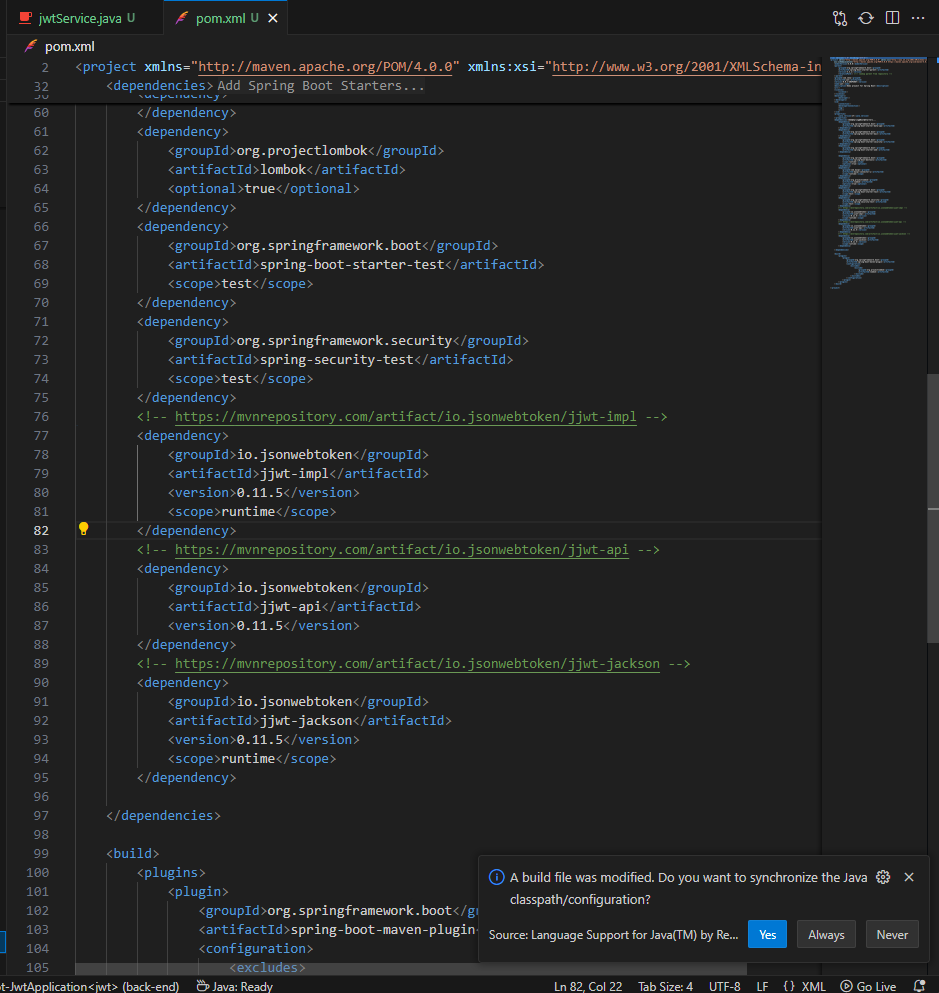 jwtService.java U
pom.xml U
pom.xml
2 <project xmlns="http://maven.apache.org/POM/4.0.0" xmlns:xsi="http://www.w3.org/2001/XMLSchema-in
32 <dependencies> Add Spring Boot Starters...
60 </dependency>
61 <dependency>
62 <groupId>org.projectlombok</groupId>
63 <artifactId>lombok</artifactId>
64 <optional>true</optional>
65 </dependency>
66 <dependency>
67 <groupId>org.springframework.boot</groupId>
68 <artifactId>spring-boot-starter-test</artifactId>
69 <scope>test</scope>
70 </dependency>
71 <dependency>
72 <groupId>org.springframework.security</groupId>
73 <artifactId>spring-security-test</artifactId>
74 <scope>test</scope>
75 </dependency>
76 <!-- https://mvnrepository.com/artifact/io.jsonwebtoken/jjwt-impl -->
77 <dependency>
78 <groupId>io.jsonwebtoken</groupId>
79 <artifactId>jjwt-impl</artifactId>
80 <version>0.11.5</version>
81 <scope>runtime</scope>
82 </dependency>
83 <!-- https://mvnrepository.com/artifact/io.jsonwebtoken/jjwt-api -->
84 <dependency>
85 <groupId>io.jsonwebtoken</groupId>
86 <artifactId>jjwt-api</artifactId>
87 <version>0.11.5</version>
88 </dependency>
89 <!-- https://mvnrepository.com/artifact/io.jsonwebtoken/jjwt-jackson -->
90 <dependency>
91 <groupId>io.jsonwebtoken</groupId>
92 <artifactId>jjwt-jackson</artifactId>
93 <version>0.11.5</version>
94 <scope>runtime</scope>
95 </dependency>
96
97 </dependencies>
98
99 <build>
100 <plugins>
101 <plugin>
102 <groupId>org.springframework.boot</g
103 <artifactId>spring-boot-maven-plugin
104 <configuration>
105 <excludes>
A build file was modified. Do you want to synchronize the Java
classpath/configuration?
Source: Language Support for Java(TM) by Re...
Yes
Always
Never
ot-JwtApplication<jwt> (back-end)
Java: Ready
Ln 82, Col 22
Tab Size: 4
UTF-8
LF
{ } XML
Go Live